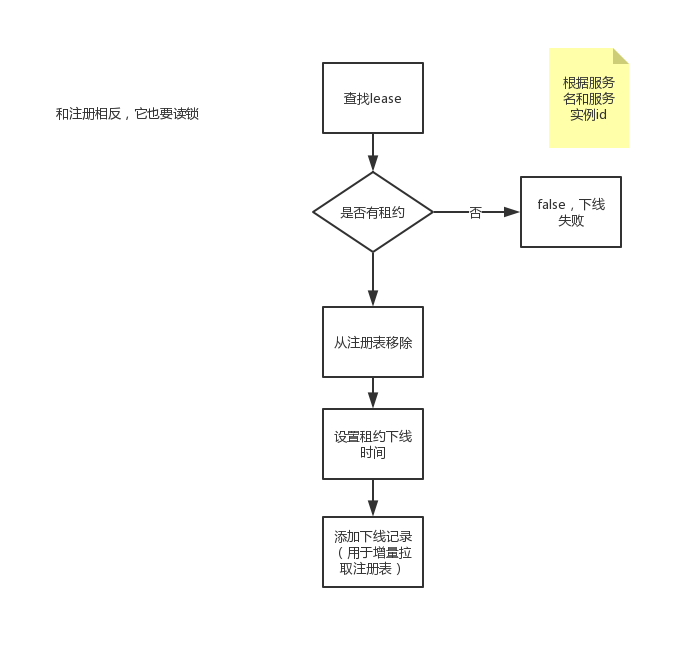 和注册相反，它也要读锁
查找lease
根据服务
名和服务
实例id
是否有租约
否
false，下线
失败
从注册表移除
设置租约下线
时间
添加下线记录
（用于增量拉
取注册表）